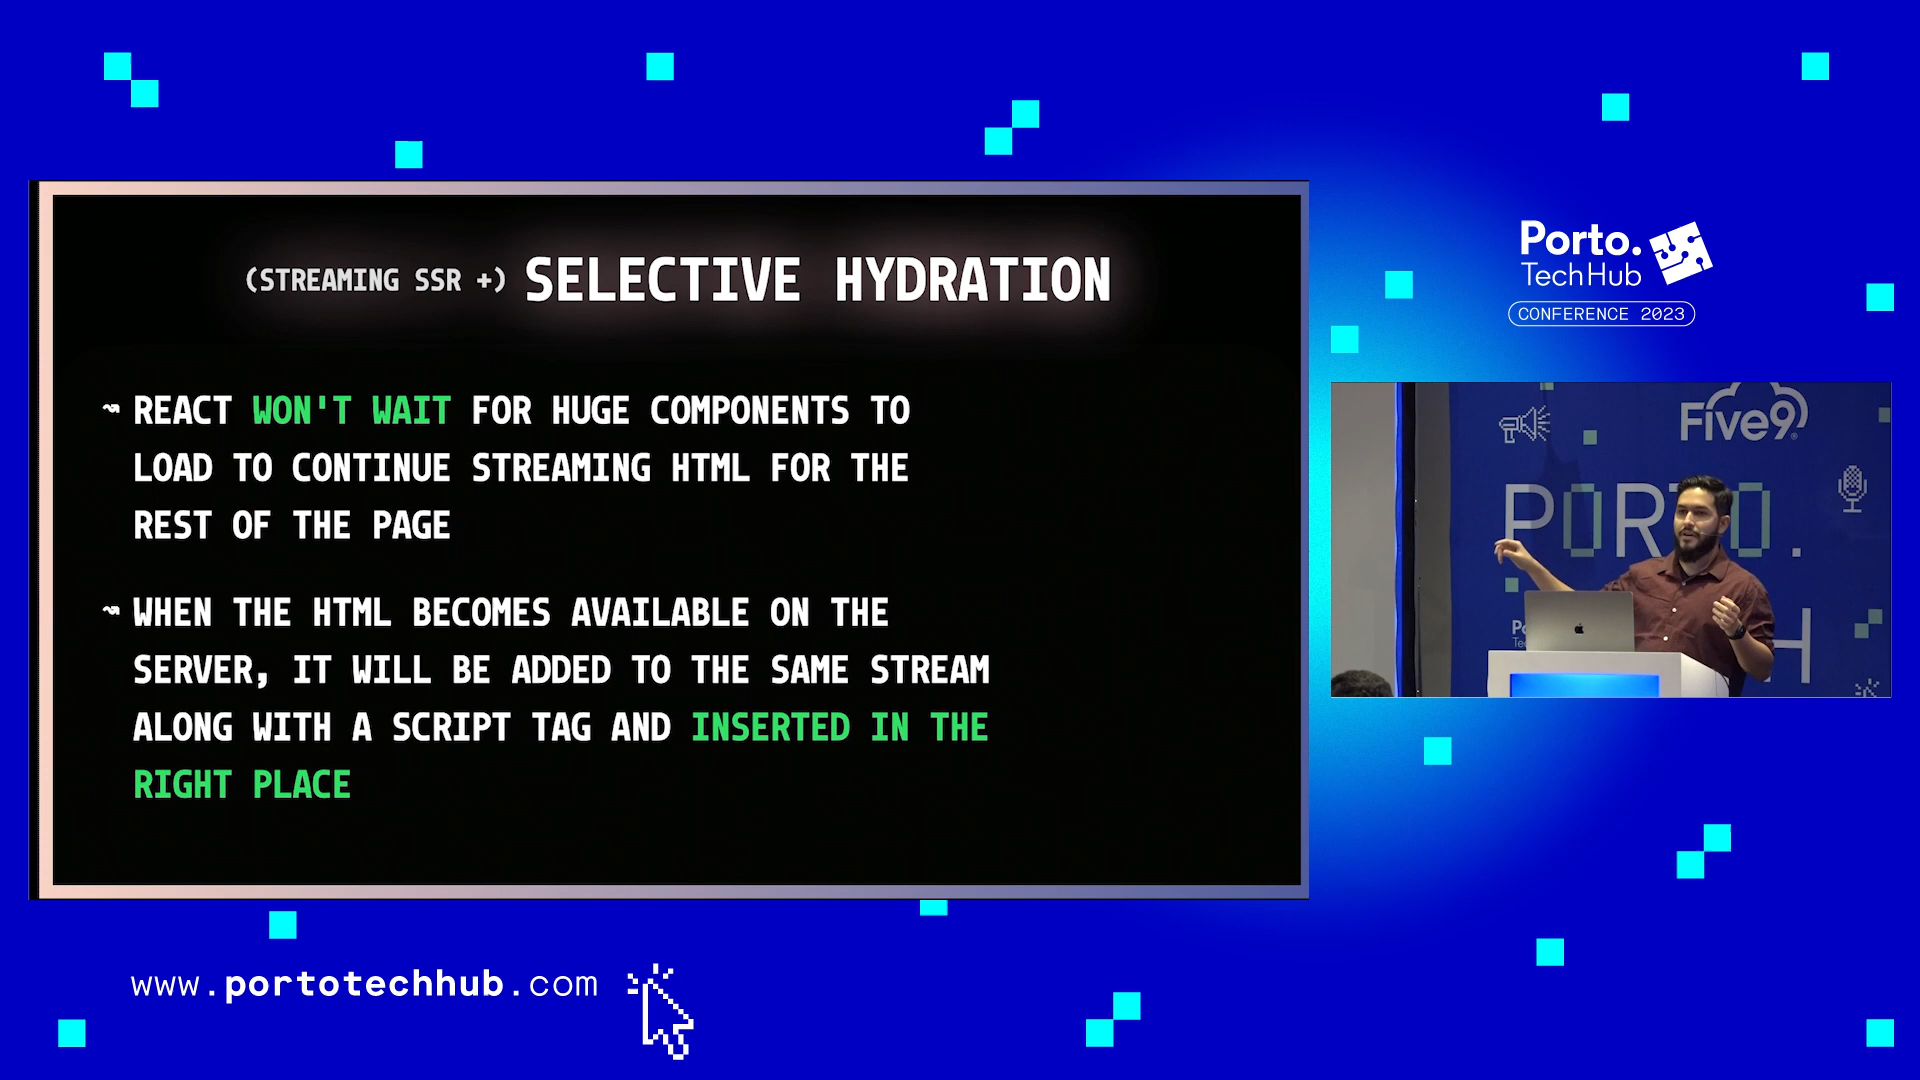 (STREAMING SSR +) SELECTIVE HYDRATION
↝ REACT WON'T WAIT FOR HUGE COMPONENTS TO
LOAD TO CONTINUE STREAMING HTML FOR THE
REST OF THE PAGE
↝ WHEN THE HTML BECOMES AVAILABLE ON THE
SERVER, IT WILL BE ADDED TO THE SAME STREAM
ALONG WITH A SCRIPT TAG AND INSERTED IN THE
RIGHT PLACE
Porto.
TechHub
CONFERENCE 2023
Five9
PORTO.
H
www.portotechhub.com